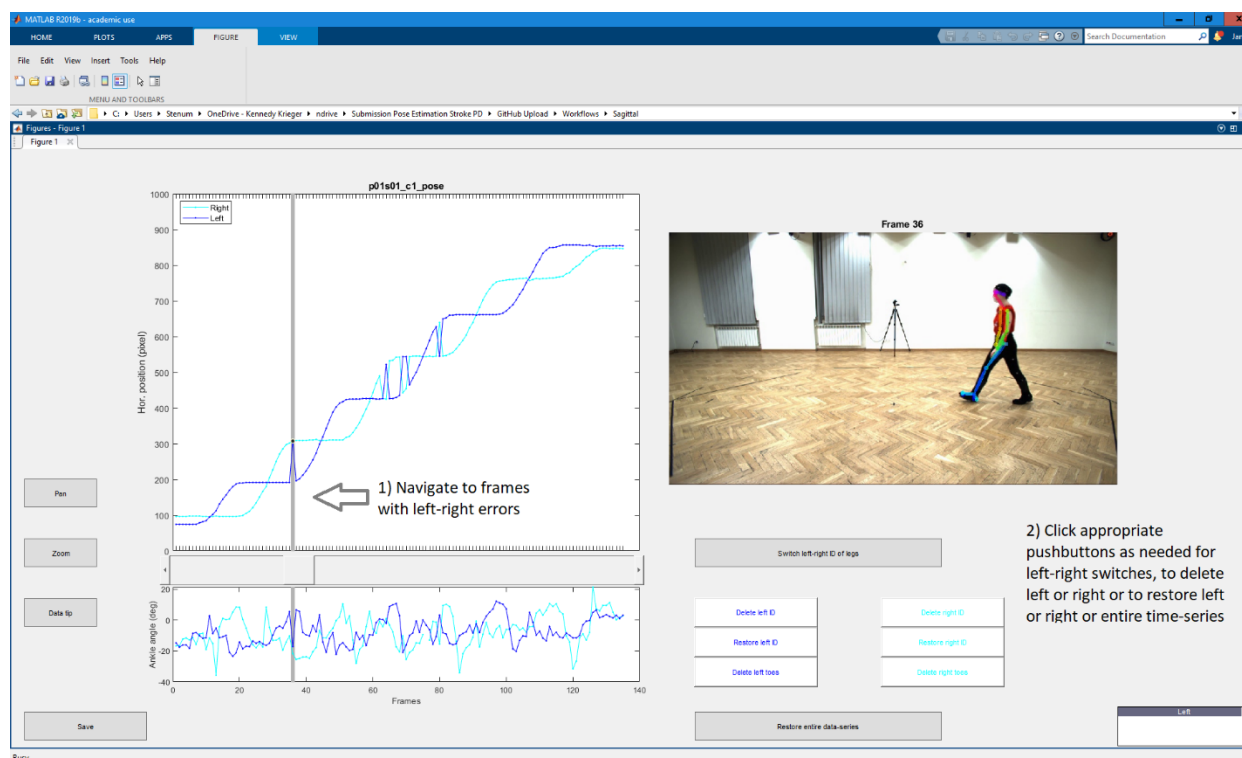 MATLAB R2019b - academic use
HOME PLOTS APPS FIGURE VIEW
Search Documentation
Jan
File Edit View Insert Tools Help
MENU AND TOOLBARS
C: Users Stenum OneDrive - Kennedy Krieger ndrive Submission Pose Estimation Stroke PD GitHub Upload Workflows Sagittal
Figures - Figure 1
Figure 1
p01s01_c1_pose
1000
900
800
700
600
500
400
300
200
100
0
Hor. position (pixel)
Right
Left
Frame 36
1) Navigate to frames
with left-right errors
Pan
Zoom
Data tip
Save
20
0
-20
-40
Ankle angle (deg)
0 20 40 60 80 100 120 140
Frames
Switch left-right ID of legs
Delete left ID
Delete right ID
Restore left ID
Restore right ID
Delete left toes
Delete right toes
Restore entire data-series
2) Click appropriate
pushbuttons as needed for
left-right switches, to delete
left or right or to restore left
or right or entire time-series
Left
Busy